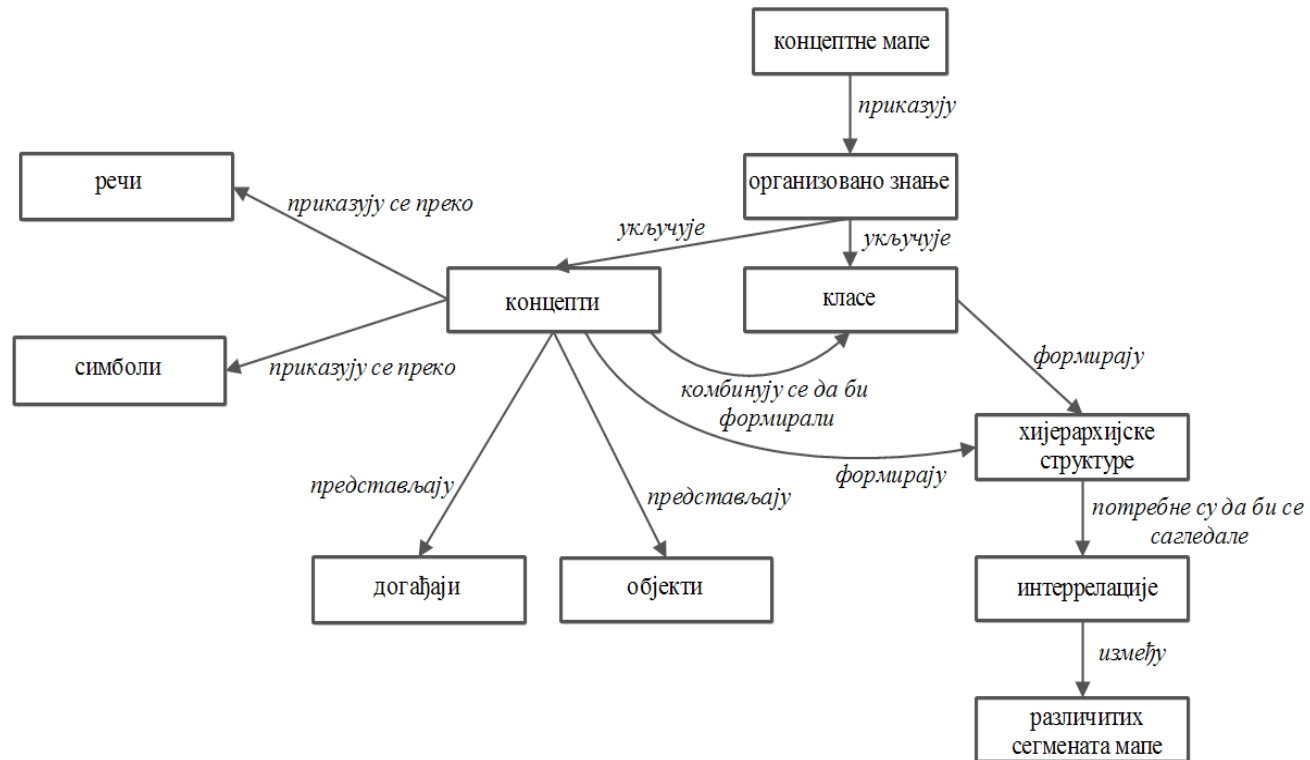 концептне мапе
приказују
организовано знање
речи
приказују се преко
укључује
укључује
концепти
класе
симболи
приказују се преко
формирају
комбинују се да би
формирали
хијерархијске
структуре
представљају
представљају
формирају
потребне су да би се
сагледале
догађаји
објекти
интеррелације
између
различитих
сегмената мапе